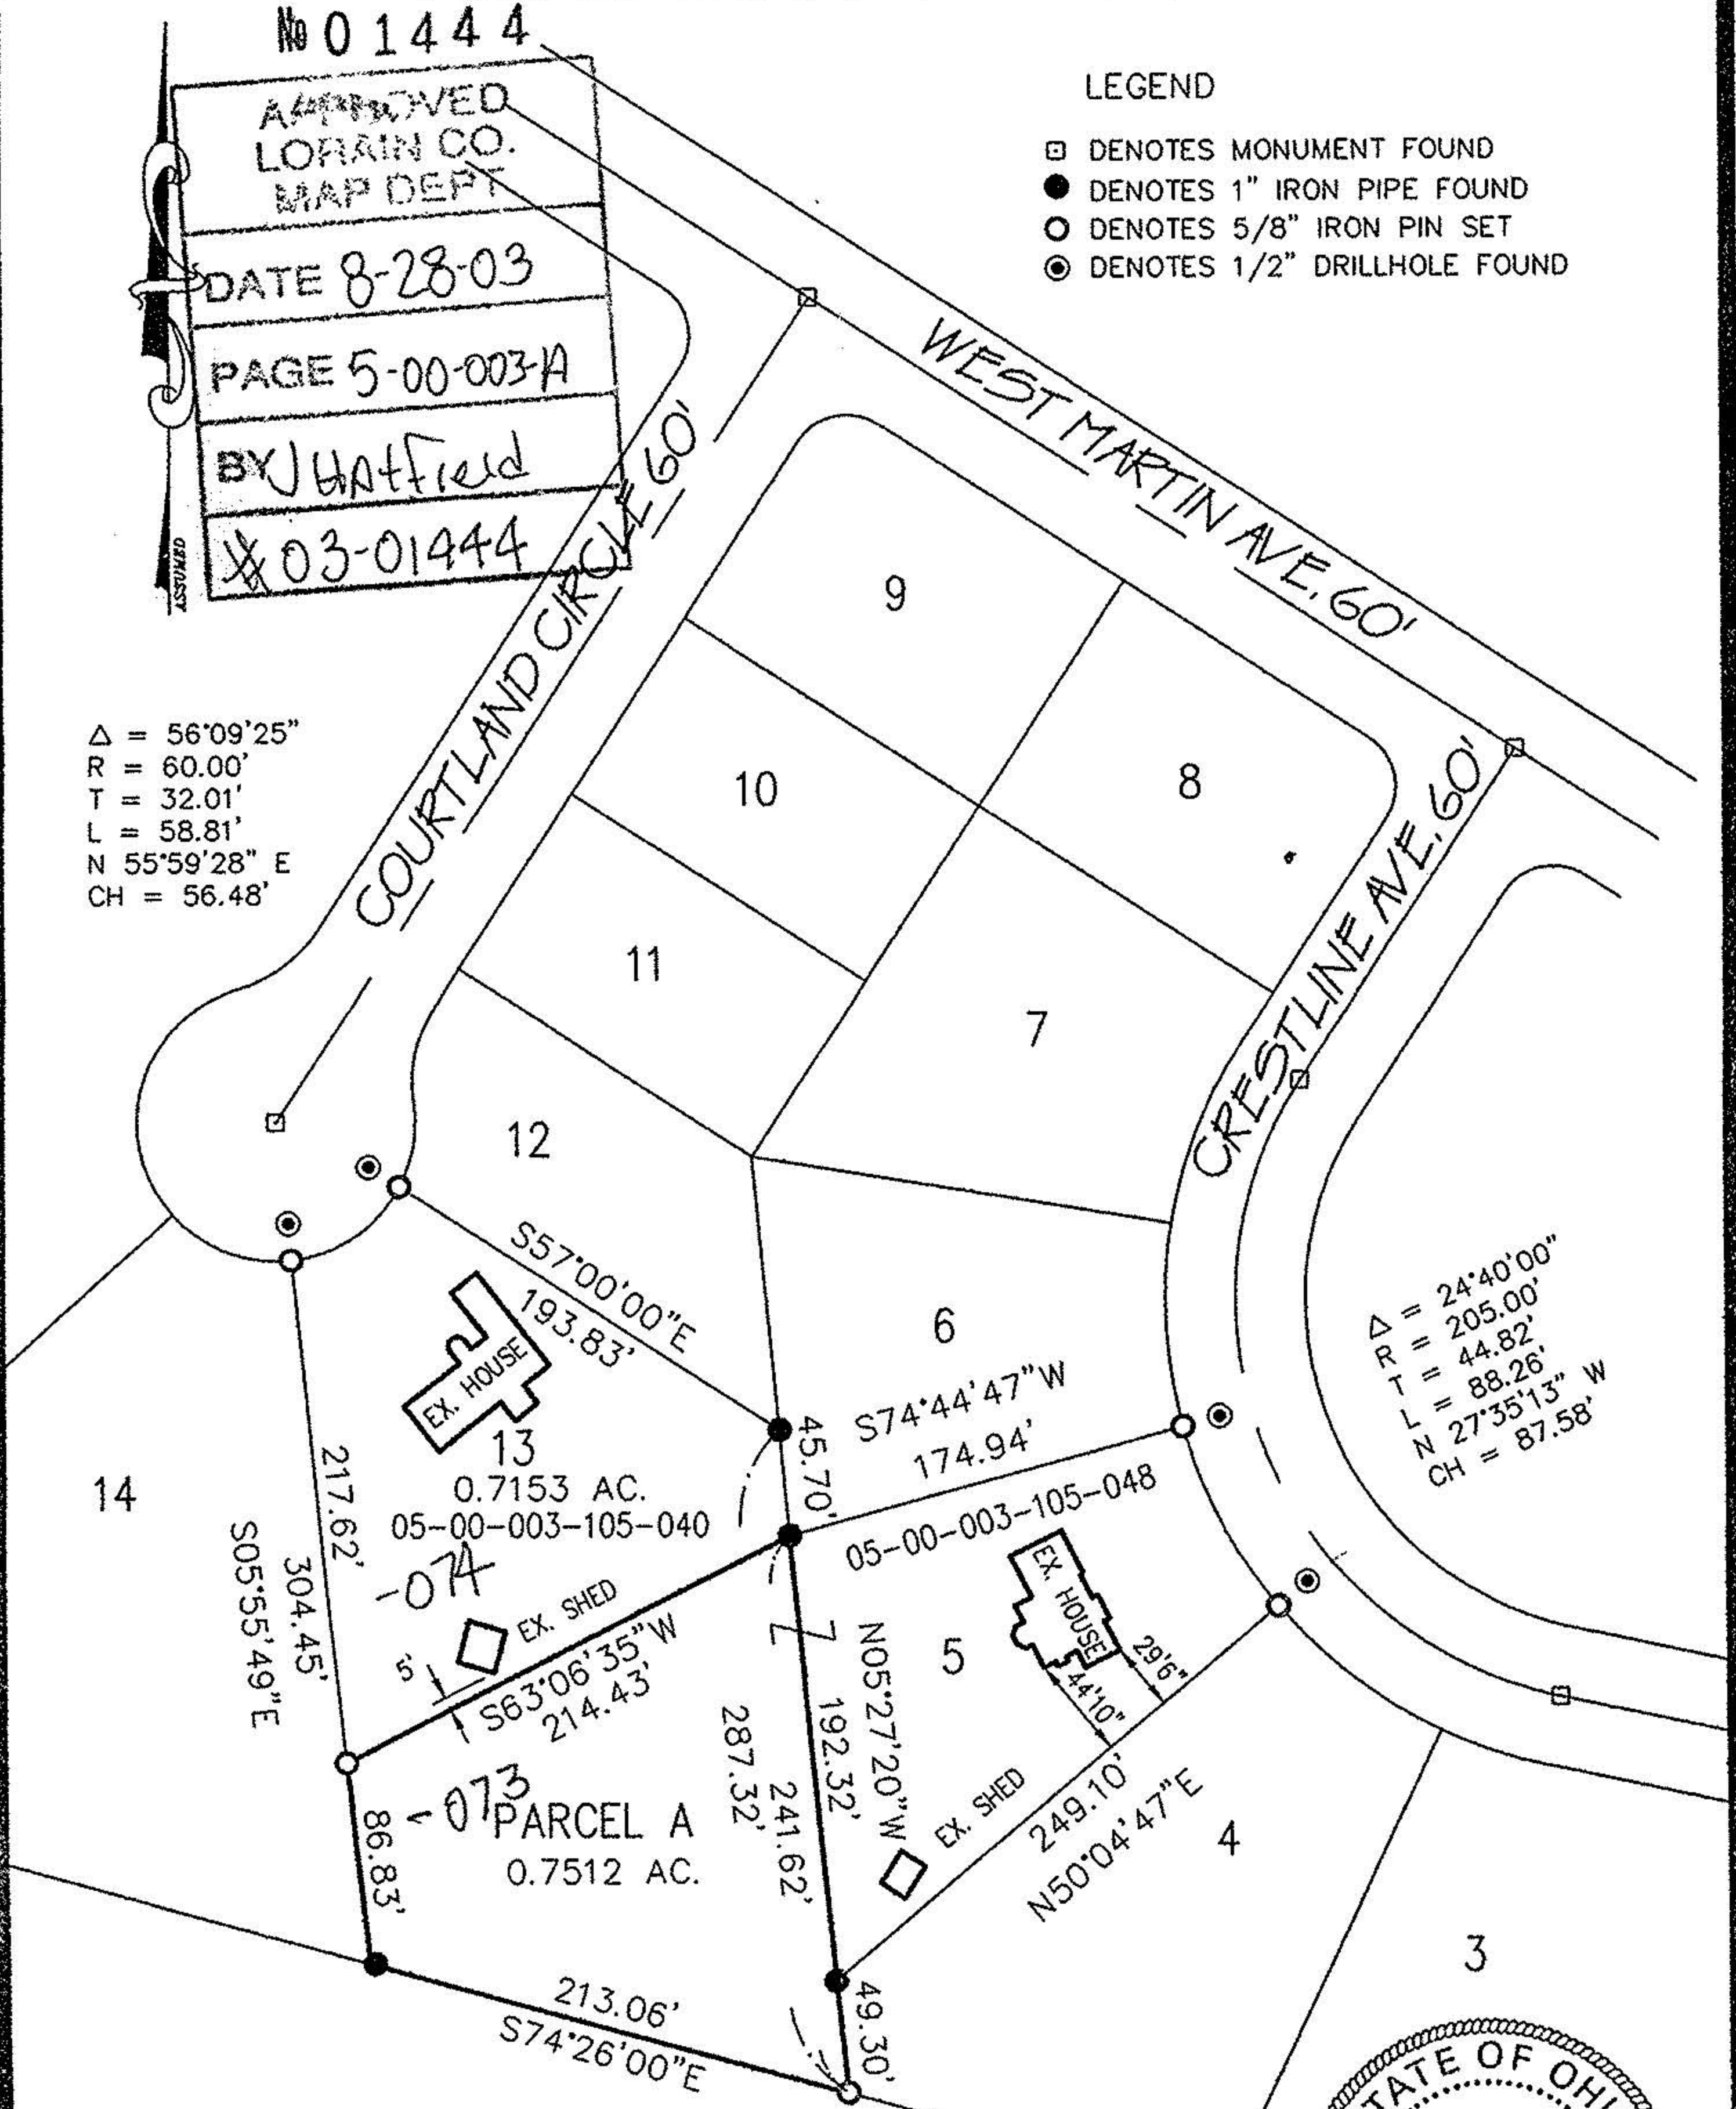 № 0 1 4 4 4
APPROVED
LORAIN CO.
MAP DEPT
DATE 8-28-03
PAGE 5-00-003-A
BY J Hatfield
# 03-01444
ASSUMED
LEGEND
DENOTES MONUMENT FOUND
DENOTES 1" IRON PIPE FOUND
DENOTES 5/8" IRON PIN SET
DENOTES 1/2" DRILLHOLE FOUND
WEST MARTIN AVE. 60'
COURTLAND CIRCLE 60'
CRESTLINE AVE. 60'
Δ = 56°09'25"
R = 60.00'
T = 32.01'
L = 58.81'
N 55°59'28" E
CH = 56.48'
9
10
8
11
7
12
6
Δ = 24°40'00"
R = 205.00'
T = 44.82'
L = 88.26'
N 27°35'13" W
CH = 87.58'
S57°00'00"E
193.83'
EX. HOUSE
13
0.7153 AC.
05-00-003-105-040
-074
14
217.62'
304.45'
S05°55'49"E
45.70'
S74°44'47"W
174.94'
05-00-003-105-048
EX. HOUSE
5
29'6"
44'10"
EX. SHED
5'
S63°06'35"W
214.43'
-073
PARCEL A
0.7512 AC.
86.83'
287.32'
241.62'
192.32'
N05°27'20"W
EX. SHED
249.10'
N50°04'47"E
4
3
49.30'
213.06'
S74°26'00"E
STATE OF OHIO